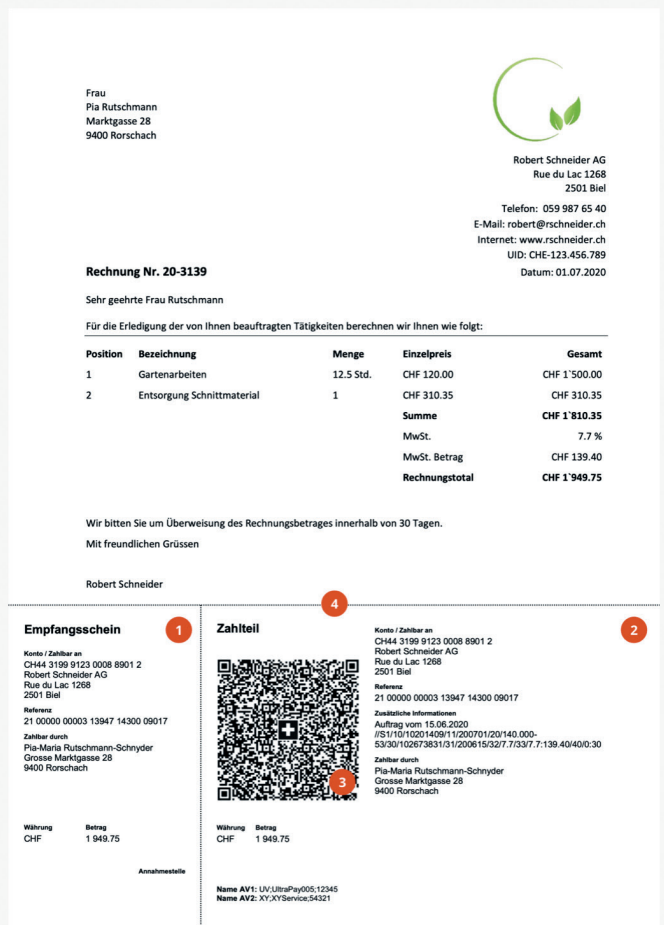 Frau
Pia Rutschmann
Marktgasse 28
9400 Rorschach
Robert Schneider AG
Rue du Lac 1268
2501 Biel
Telefon: 059 987 65 40
E-Mail: robert@rschneider.ch
Internet: www.rschneider.ch
UID: CHE-123.456.789
Rechnung Nr. 20-3139 Datum: 01.07.2020
Sehr geehrte Frau Rutschmann
Für die Erledigung der von Ihnen beauftragten Tätigkeiten berechnen wir Ihnen wie folgt:
Position Bezeichnung Menge Einzelpreis Gesamt
1 Gartenarbeiten 12.5 Std. CHF 120.00 CHF 1`500.00
2 Entsorgung Schnittmaterial 1 CHF 310.35 CHF 310.35
Summe CHF 1`810.35
MwSt. 7.7 %
MwSt. Betrag CHF 139.40
Rechnungstotal CHF 1`949.75
Wir bitten Sie um Überweisung des Rechnungsbetrages innerhalb von 30 Tagen.
Mit freundlichen Grüssen
Robert Schneider
4
Empfangsschein
1
Konto / Zahlbar an
CH44 3199 9123 0008 8901 2
Robert Schneider AG
Rue du Lac 1268
2501 Biel
Referenz
21 00000 00003 13947 14300 09017
Zahlbar durch
Pia-Maria Rutschmann-Schnyder
Grosse Marktgasse 28
9400 Rorschach
Währung Betrag
CHF 1 949.75
Annahmestelle
Zahlteil
3
Währung Betrag
CHF 1 949.75
Name AV1: UV;UltraPay005;12345
Name AV2: XY;XYService;54321
2
Konto / Zahlbar an
CH44 3199 9123 0008 8901 2
Robert Schneider AG
Rue du Lac 1268
2501 Biel
Referenz
21 00000 00003 13947 14300 09017
Zusätzliche Informationen
Auftrag vom 15.06.2020
//S1/10/10201409/11/200701/20/140.000-
53/30/102673831/31/200615/32/7.7/33/7.7:139.40/40/0:30
Zahlbar durch
Pia-Maria Rutschmann-Schnyder
Grosse Marktgasse 28
9400 Rorschach